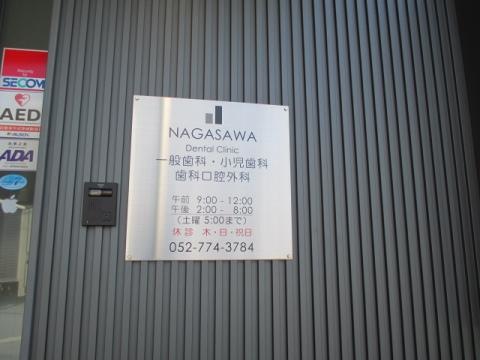 SECOM
AED
ADA
NAGASAWA
Dental Clinic
一般歯科・小児歯科
歯科口腔外科
午前 9:00 - 12:00
午後 2:00 - 8:00
（土曜 5:00まで）
休診 木・日・祝日
052-774-3784